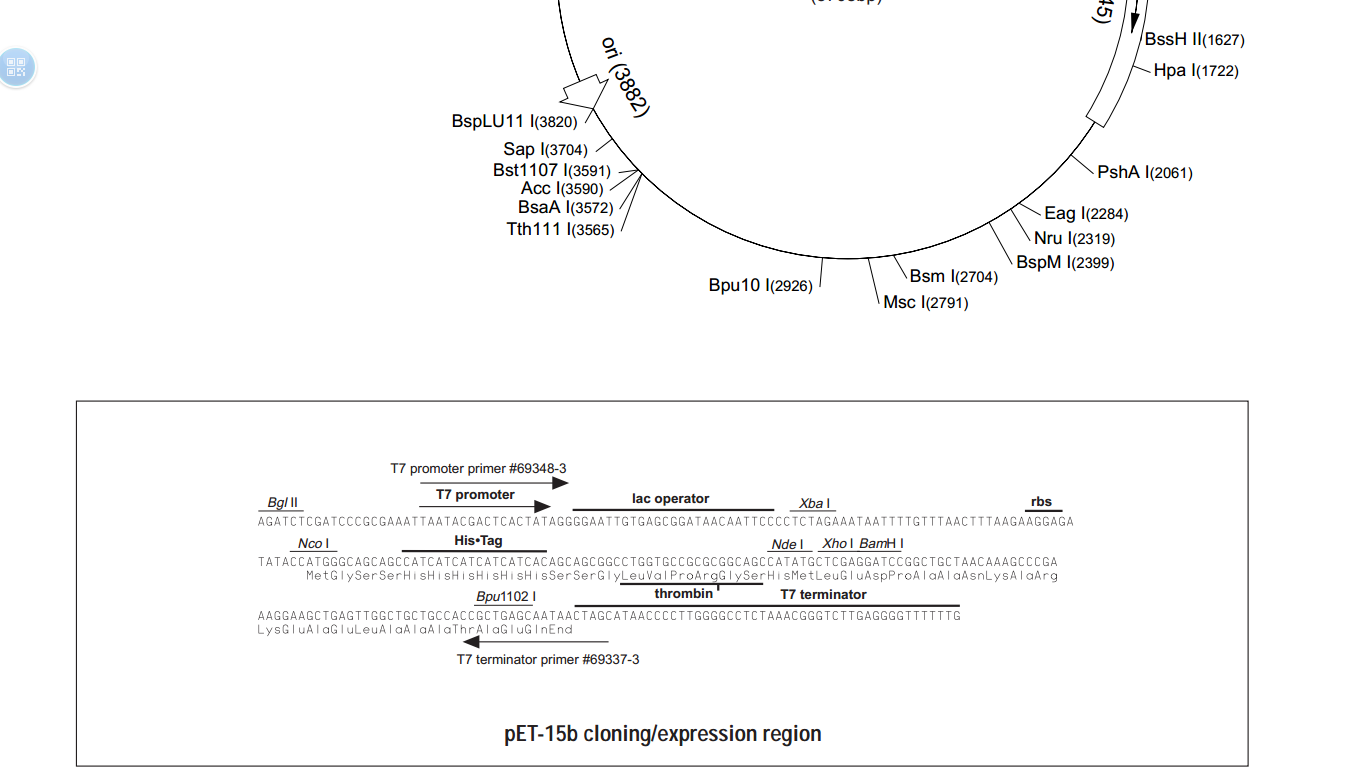 45)
BssH II(1627)
Hpa I(1722)
ori (3882)
BspLU11 I(3820)
Sap I(3704)
Bst1107 I(3591)
Acc I(3590)
BsaA I(3572)
Tth111 I(3565)
PshA I(2061)
Eag I(2284)
Nru I(2319)
BspM I(2399)
Bsm I(2704)
Msc I(2791)
Bpu10 I(2926)
T7 promoter primer #69348-3
Bgl II T7 promoter lac operator Xba I rbs
AGATCTCGATCCCGCGAAATTAATACGACTCACTATAGGGGAATTGTGAGCGGATAACAATTCCCCTCTAGAAATAATTTTGTTTAACTTTAAGAAGGAGA
Nco I His•Tag Nde I Xho I BamH I
TATACCATGGGCAGCAGCCATCATCATCATCATCACAGCAGCGGCCTGGTGCCGCGCGGCAGCCATATGCTCGAGGATCCGGCTGCTAACAAAGCCCGA
MetGlySerSerHisHisHisHisHisHisSerSerGlyLeuValProArgGlySerHisMetLeuGluAspProAlaAlaAsnLysAlaArg
Bpu1102 I thrombin T7 terminator
AAGGAAGCTGAGTTGGCTGCTGCCACCGCTGAGCAATAACTAGCATAACCCCTTGGGGCCTCTAAACGGGTCTTGAGGGGTTTTTTG
LysGluAlaGluLeuAlaAlaAlaThrAlaGluGlnEnd
T7 terminator primer #69337-3
pET-15b cloning/expression region